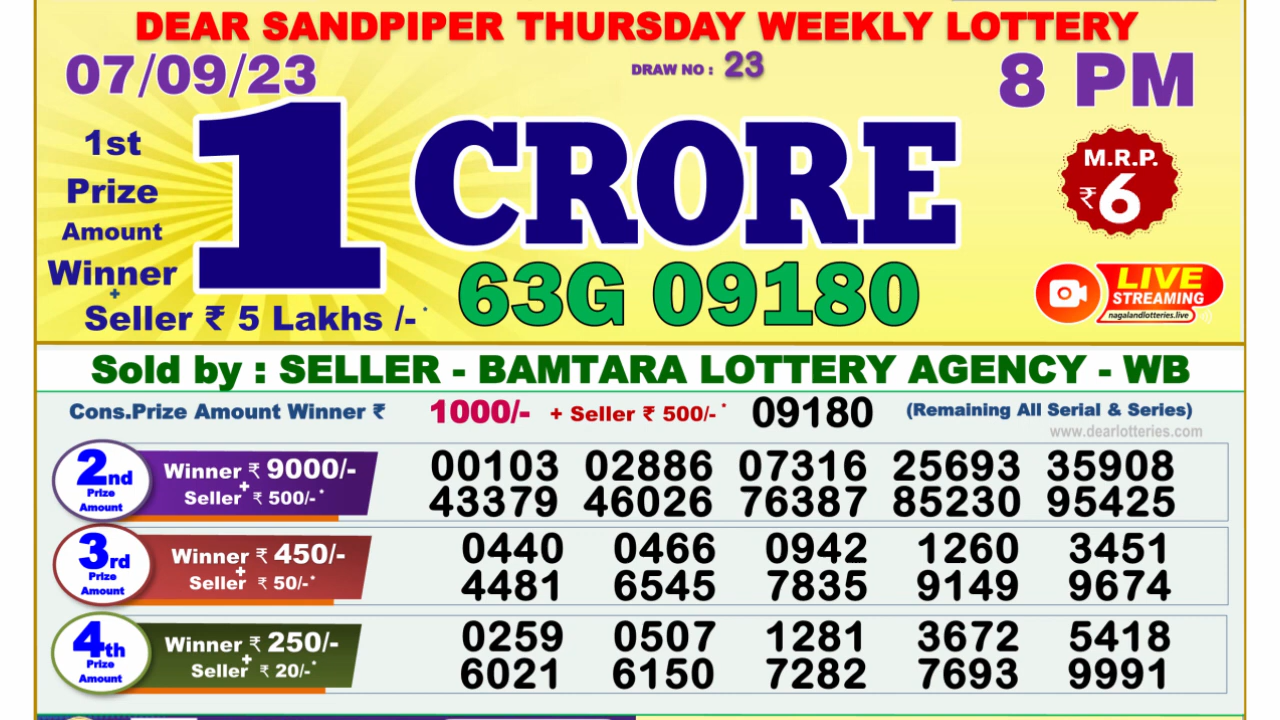 DEAR SANDPIPER THURSDAY WEEKLY LOTTERY
07/09/23
DRAW NO : 23
8 PM
1st
Prize
Amount
Winner
+
Seller ₹ 5 Lakhs /-*
1 CRORE
63G 09180
M.R.P.
₹6
LIVE
STREAMING
nagalandlotteries.live
Sold by : SELLER - BAMTARA LOTTERY AGENCY - WB
Cons.Prize Amount Winner ₹ 1000/- + Seller ₹ 500/-* 09180 (Remaining All Serial & Series)
www.dearlotteries.com
2nd
Prize
Amount
Winner ₹ 9000/-
+
Seller ₹ 500/-*
00103 02886 07316 25693 35908
43379 46026 76387 85230 95425
3rd
Prize
Amount
Winner ₹ 450/-
+
Seller ₹ 50/-*
0440 0466 0942 1260 3451
4481 6545 7835 9149 9674
4th
Prize
Amount
Winner ₹ 250/-
+
Seller ₹ 20/-*
0259 0507 1281 3672 5418
6021 6150 7282 7693 9991